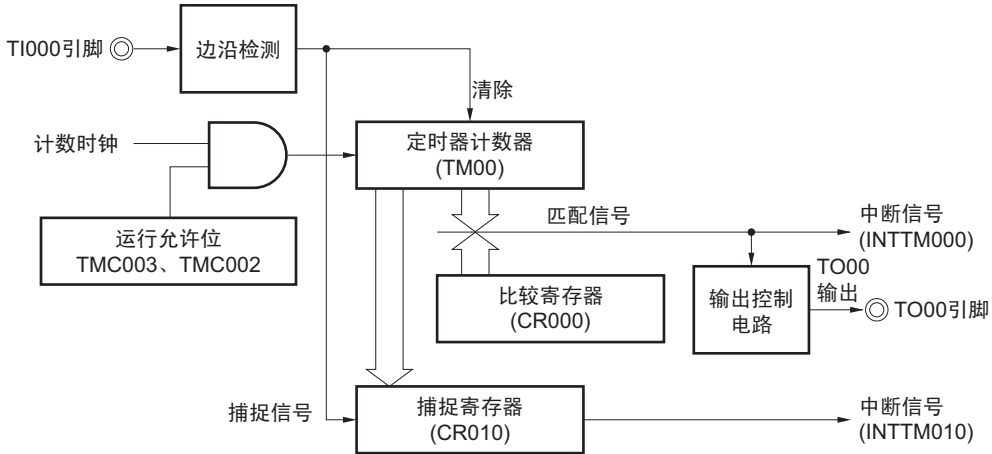 TI000引脚
边沿检测
清除
计数时钟
定时器计数器
(TM00)
运行允许位
TMC003、TMC002
匹配信号
中断信号
(INTTM000)
比较寄存器
(CR000)
输出控制
电路
TO00
输出
TO00引脚
捕捉信号
捕捉寄存器
(CR010)
中断信号
(INTTM010)